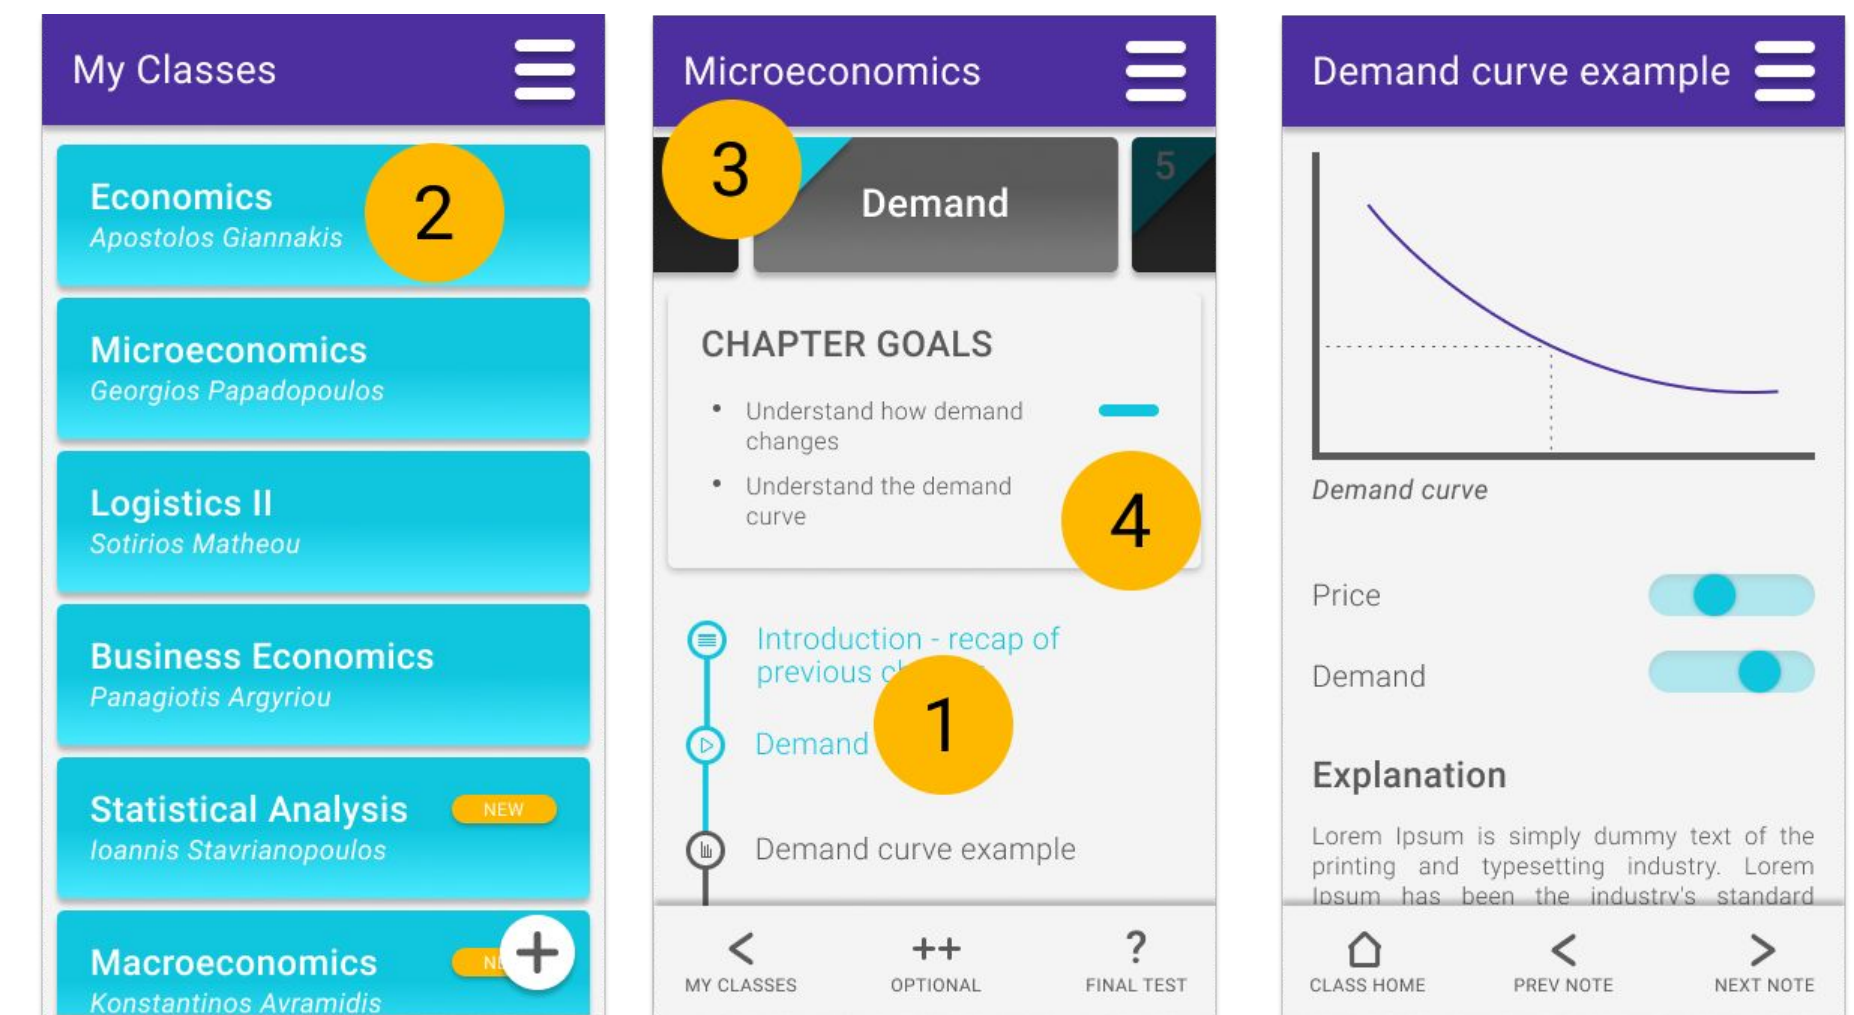 My Classes
Economics
Apostolos Giannakis
2
Microeconomics
Georgios Papadopoulos
Logistics II
Sotirios Matheou
Business Economics
Panagiotis Argyriou
Statistical Analysis
NEW
Ioannis Stavrianopoulos
Macroeconomics
+
Konstantinos Avramidis
Microeconomics
3
Demand
5
CHAPTER GOALS
• Understand how demand
changes
• Understand the demand
curve
4
Introduction - recap of
previous
1
Demand
Demand curve example
<
MY CLASSES
++
OPTIONAL
?
FINAL TEST
Demand curve example
Demand curve
Price
Demand
Explanation
Lorem Ipsum is simply dummy text of the
printing and typesetting industry. Lorem
Ipsum has been the industry's standard
CLASS HOME
<
PREV NOTE
>
NEXT NOTE